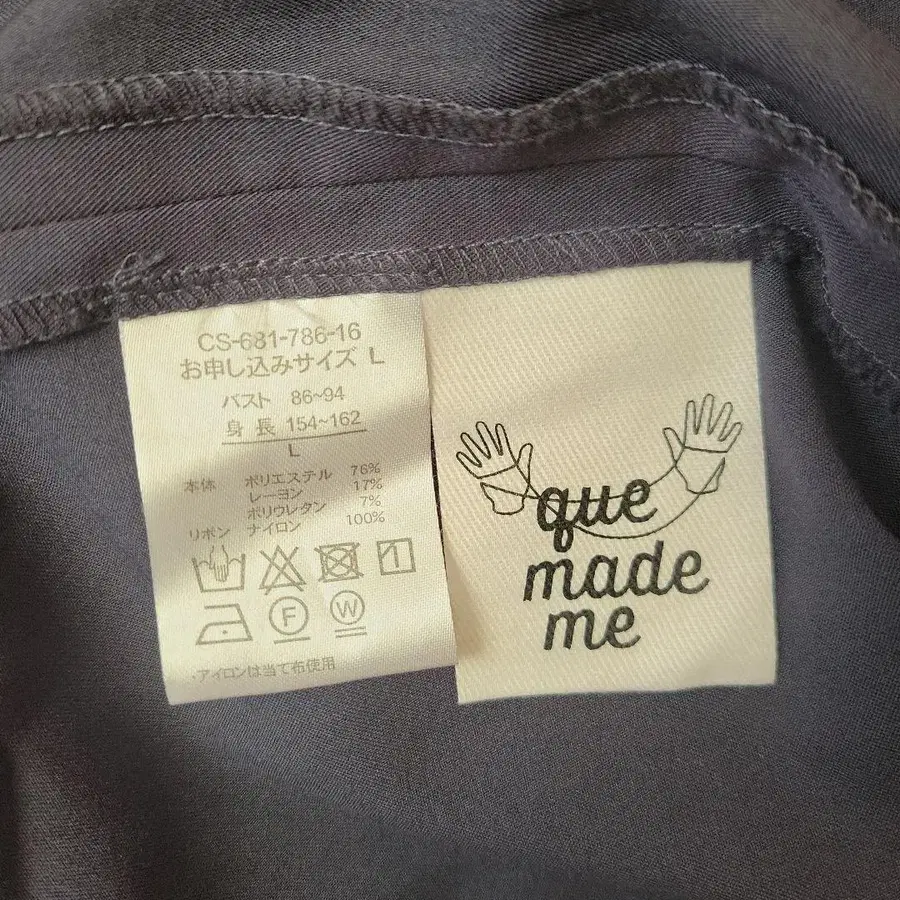 CS-681-786-16
お申し込みサイズ L
バスト 86~94
身 長 154~162
L
本体 ポリエステル 76%
レーヨン 17%
ポリウレタン 7%
リボン ナイロン 100%
1
F
W
アイロンは当て布使用
que
made
me